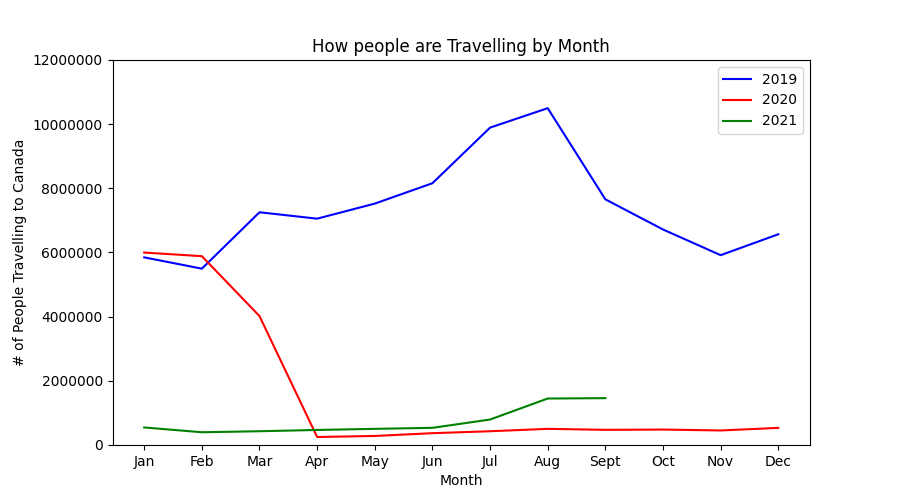 How people are Travelling by Month
12000000
10000000
8000000
6000000
4000000
2000000
0
# of People Travelling to Canada
2019
2020
2021
Jan Feb Mar Apr May Jun Jul Aug Sept Oct Nov Dec
Month